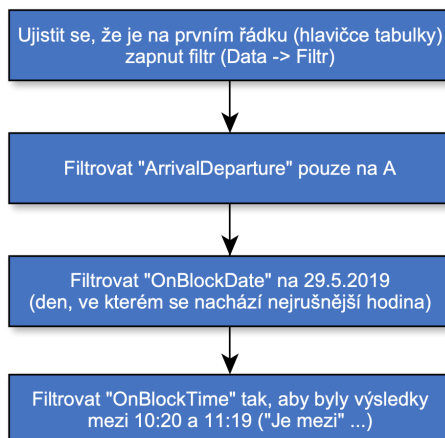 Ujistit se, že je na prvním řádku (hlavičce tabulky)
zapnut filtr (Data -> Filtr)
Filtrovat "ArrivalDeparture" pouze na A
Filtrovat "OnBlockDate" na 29.5.2019
(den, ve kterém se nachází nejrušnější hodina)
Filtrovat "OnBlockTime" tak, aby byly výsledky
mezi 10:20 a 11:19 ("Je mezi" ...)